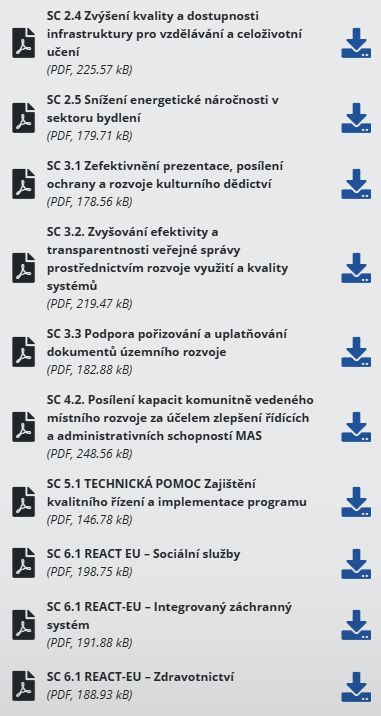 SC 2.4 Zvýšení kvality a dostupnosti
infrastruktury pro vzdělávání a celoživotní
učení
(PDF, 225.57 kB)
SC 2.5 Snížení energetické náročnosti v
sektoru bydlení
(PDF, 179.71 kB)
SC 3.1 Zefektivnění prezentace, posílení
ochrany a rozvoje kulturního dědictví
(PDF, 178.56 kB)
SC 3.2. Zvyšování efektivity a
transparentnosti veřejné správy
prostřednictvím rozvoje využití a kvality
systémů
(PDF, 219.47 kB)
SC 3.3 Podpora pořizování a uplatňování
dokumentů územního rozvoje
(PDF, 182.88 kB)
SC 4.2. Posílení kapacit komunitně vedeného
místního rozvoje za účelem zlepšení řídících
a administrativních schopností MAS
(PDF, 248.56 kB)
SC 5.1 TECHNICKÁ POMOC Zajištění
kvalitního řízení a implementace programu
(PDF, 146.78 kB)
SC 6.1 REACT EU – Sociální služby
(PDF, 198.75 kB)
SC 6.1 REACT-EU – Integrovaný záchranný
systém
(PDF, 191.88 kB)
SC 6.1 REACT-EU – Zdravotnictví
(PDF, 188.93 kB)